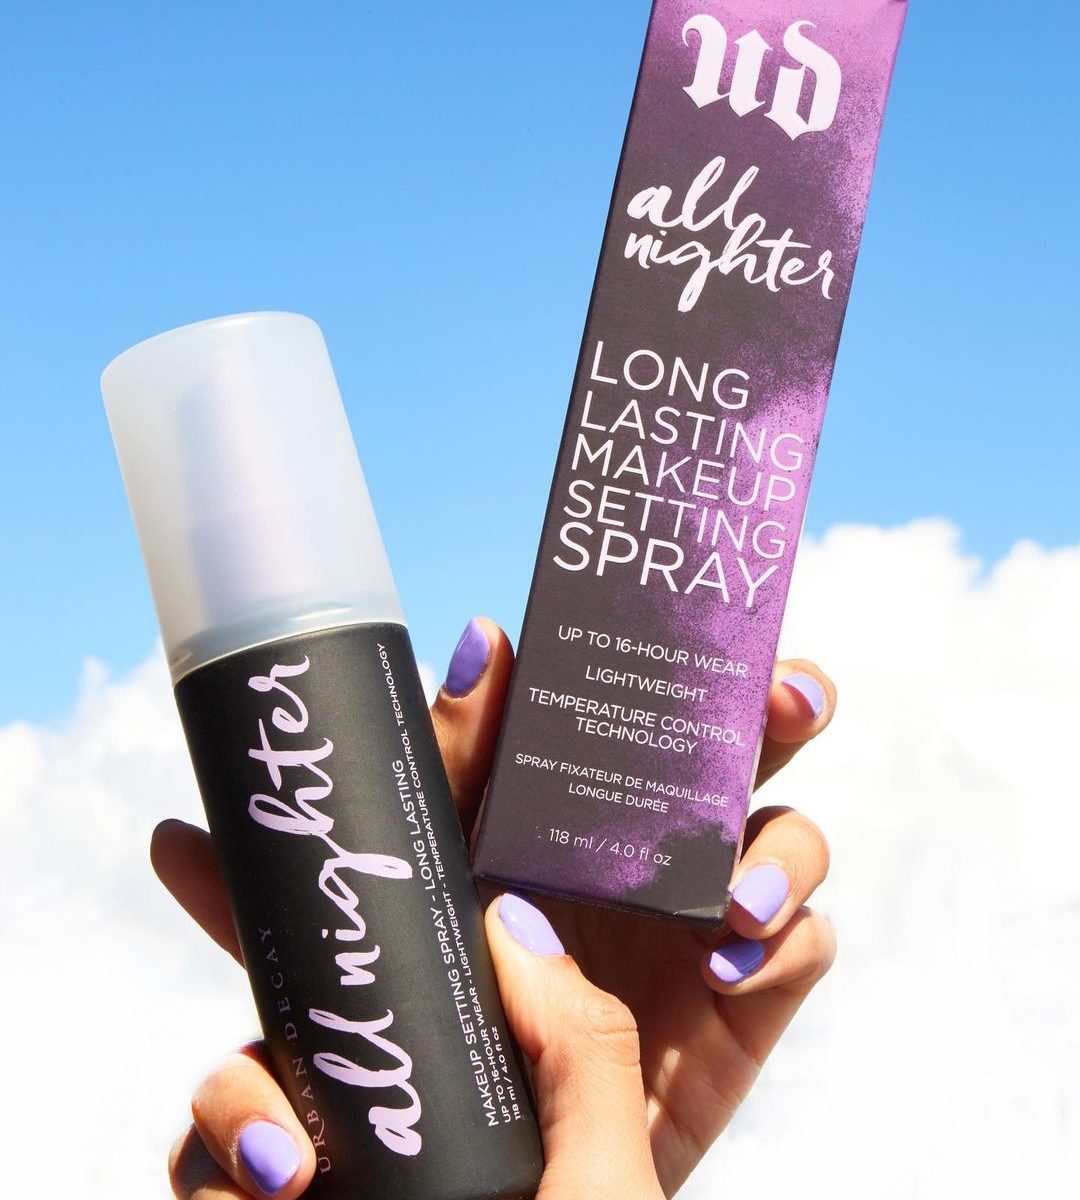 ud
all
nighter
LONG
LASTING
MAKEUP
SETTING
SPRAY
UP TO 16-HOUR WEAR
LIGHTWEIGHT
TEMPERATURE CONTROL
TECHNOLOGY
SPRAY FIXATEUR DE MAQUILLAGE
LONGUE DURÉE
118 ml / 4.0 fl oz
URBAN DECAY
all nighter
MAKEUP SETTING SPRAY - LONG LASTING
UP TO 16-HOUR WEAR - LIGHTWEIGHT - TEMPERATURE CONTROL TECHNOLOGY
118 ml / 4.0 fl oz